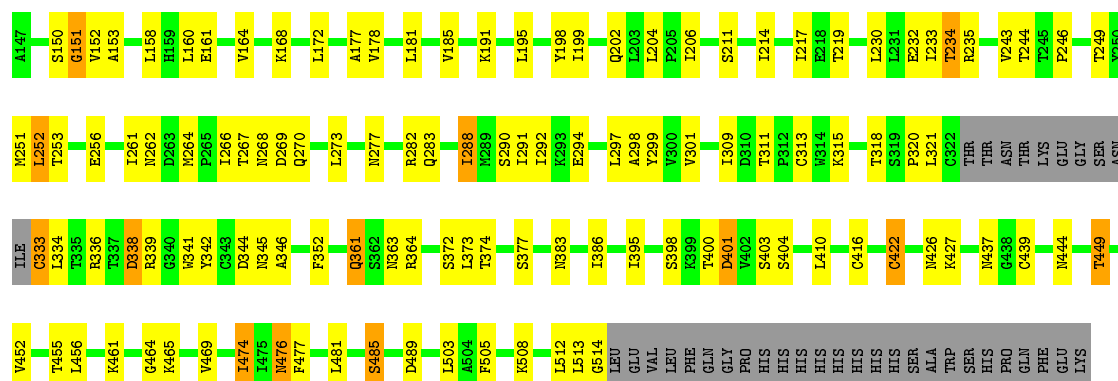 A147 S150 G151 V152 A153 L158 H159 L160 E161 V164 K168 L172 A177 V178 L181 V185 K191 L195 Y198 I199 Q202 L203 L204 P205 I206 S211 I214 I217 E218 T219 L230 L231 E232 I233 T234 R235 V243 T244 T245 P246 T249 Y250
M251 L252 T253 E256 I261 N262 D263 M264 P265 I266 T267 N268 D269 Q270 L273 N277 R282 Q283 I288 M289 S290 I291 I292 K293 E294 L297 A298 Y299 V300 V301 I309 D310 T311 P312 C313 W314 K315 T318 S319 P320 L321 C322 THR THR ASN THR LYS GLU GLY SER ASN
ILE C333 L334 T335 R336 T337 D338 R339 G340 W341 Y342 C343 D344 N345 A346 F352 Q361 S362 N363 R364 S372 L373 T374 S377 N383 I386 I395 S398 K399 T400 D401 V402 S403 S404 L410 C416 C422 N426 K427 N437 G438 C439 N444 T449
V452 T455 L456 K461 G464 K465 V469 I474 I475 N476 F477 L481 S485 D489 L503 A504 F505 K508 L512 L513 G514 LEU GLU VAL LEU PHE GLN GLY PRO HIS HIS HIS HIS HIS HIS HIS HIS SER ALA TRP SER HIS PRO GLN PHE GLU LYS